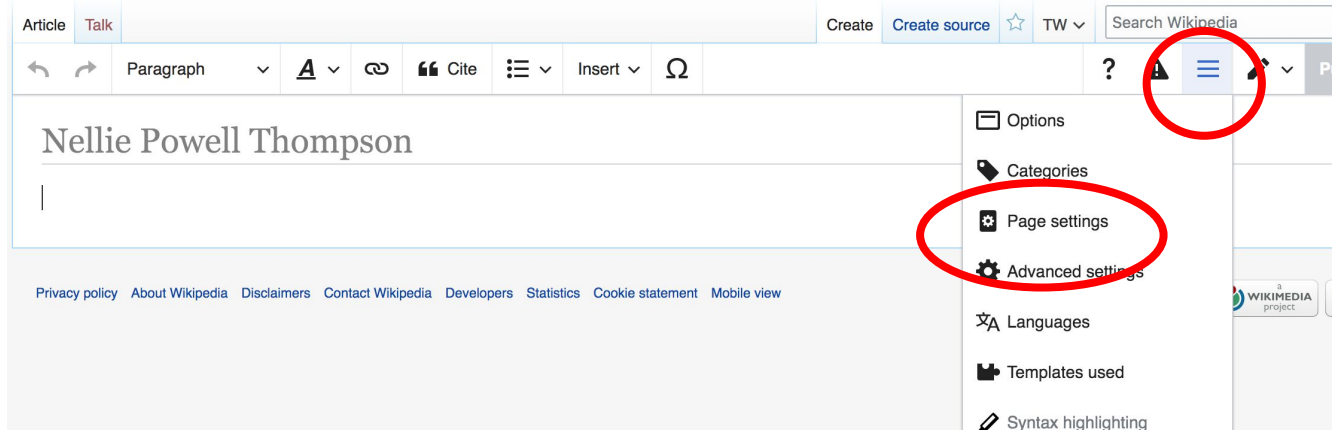 Article Talk Create Create source TW Search Wikipedia
Paragraph A Cite Insert Ω ?
Nellie Powell Thompson
Options
Categories
Page settings
Advanced settings
Languages
Templates used
Syntax highlighting
Privacy policy About Wikipedia Disclaimers Contact Wikipedia Developers Statistics Cookie statement Mobile view
a
WIKIMEDIA
project